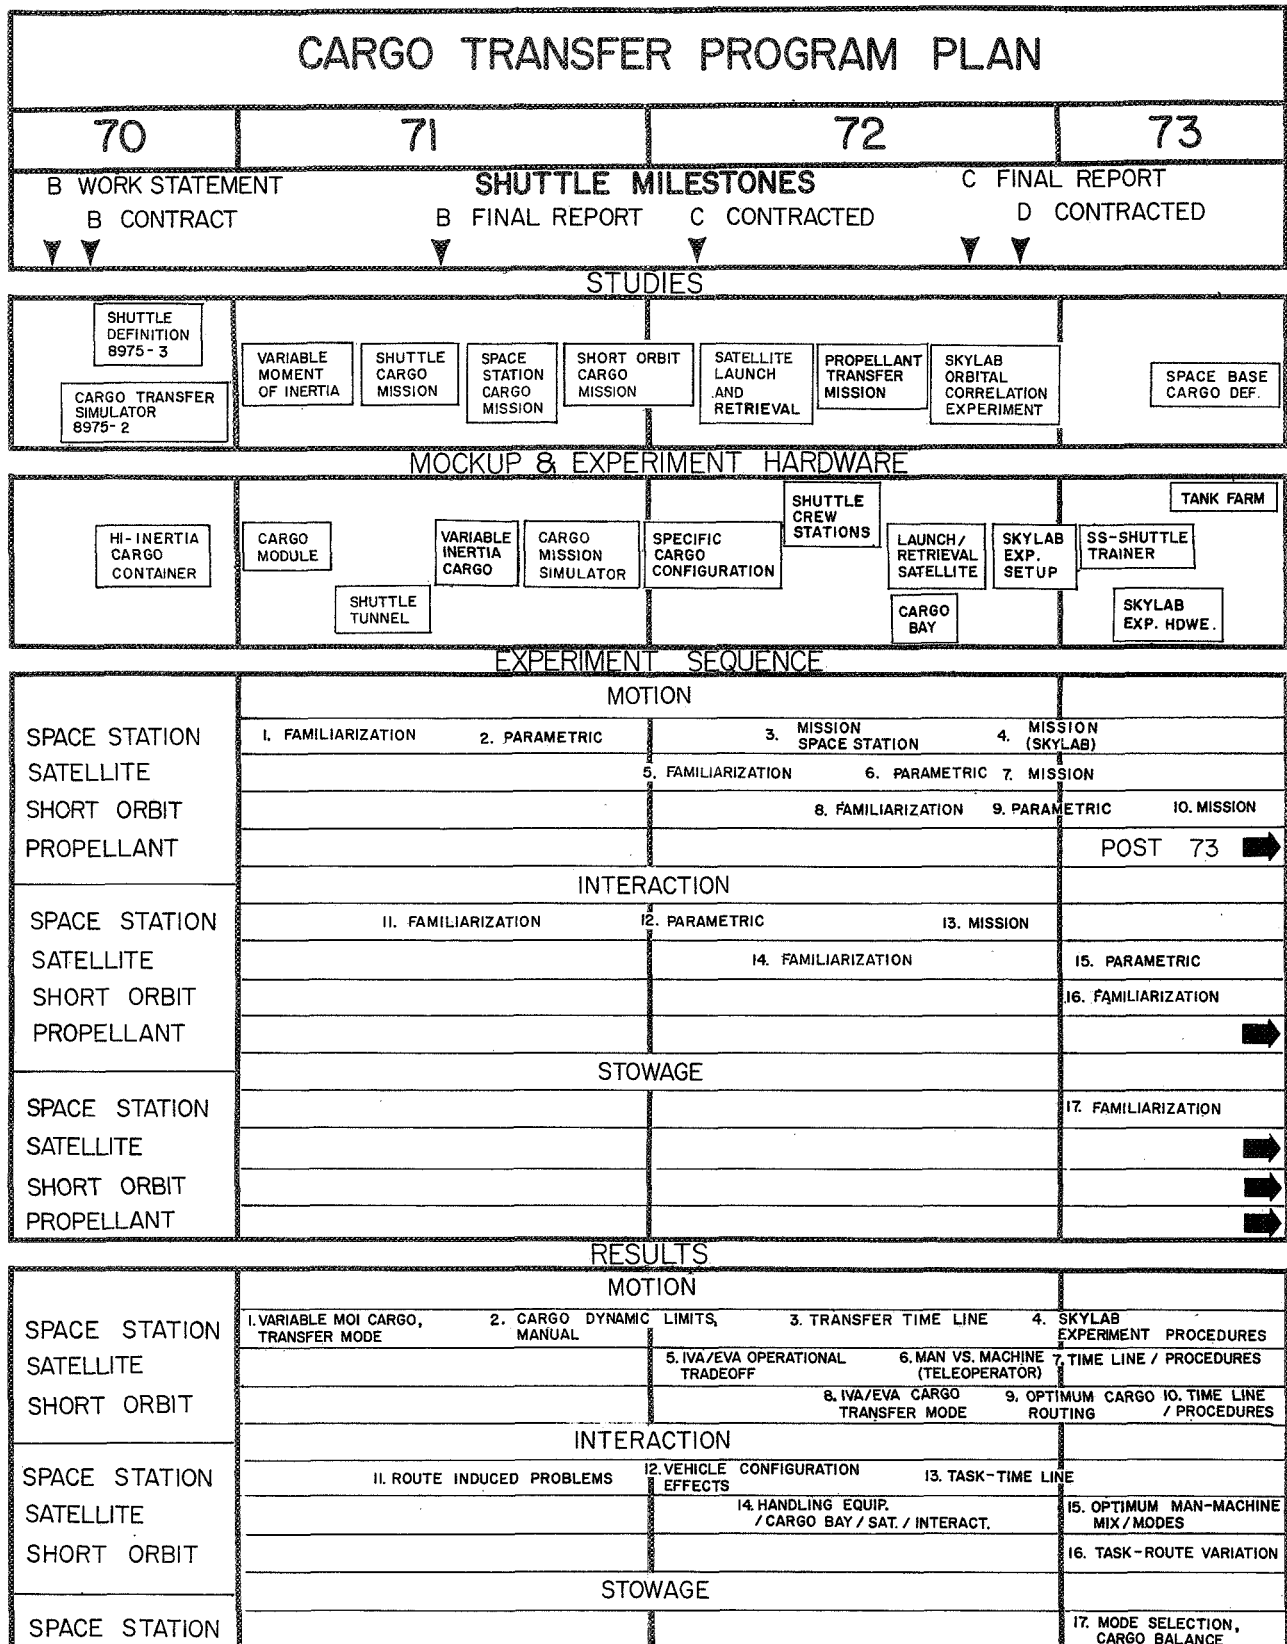 CARGO TRANSFER PROGRAM PLAN
70 71 72 73
SHUTTLE MILESTONES
B WORK STATEMENT
B CONTRACT
B FINAL REPORT
C CONTRACTED
C FINAL REPORT
D CONTRACTED
STUDIES
SHUTTLE
DEFINITION
8975-3
CARGO TRANSFER
SIMULATOR
8975-2
VARIABLE
MOMENT
OF INERTIA
SHUTTLE
CARGO
MISSION
SPACE
STATION
CARGO
MISSION
SHORT ORBIT
CARGO
MISSION
SATELLITE
LAUNCH
AND
RETRIEVAL
PROPELLANT
TRANSFER
MISSION
SKYLAB
ORBITAL
CORRELATION
EXPERIMENT
SPACE BASE
CARGO DEF.
MOCKUP & EXPERIMENT HARDWARE
HI-INERTIA
CARGO
CONTAINER
CARGO
MODULE
SHUTTLE
TUNNEL
VARIABLE
INERTIA
CARGO
CARGO
MISSION
SIMULATOR
SPECIFIC
CARGO
CONFIGURATION
SHUTTLE
CREW
STATIONS
LAUNCH/
RETRIEVAL
SATELLITE
CARGO
BAY
SKYLAB
EXP.
SETUP
SS-SHUTTLE
TRAINER
TANK FARM
SKYLAB
EXP. HDWE.
EXPERIMENT SEQUENCE
MOTION
SPACE STATION
1. FAMILIARIZATION
2. PARAMETRIC
3. MISSION
SPACE STATION
4. MISSION
(SKYLAB)
SATELLITE
5. FAMILIARIZATION
6. PARAMETRIC
7. MISSION
SHORT ORBIT
8. FAMILIARIZATION
9. PARAMETRIC
10. MISSION
PROPELLANT
POST 73
INTERACTION
SPACE STATION
11. FAMILIARIZATION
12. PARAMETRIC
13. MISSION
SATELLITE
14. FAMILIARIZATION
15. PARAMETRIC
SHORT ORBIT
16. FAMILIARIZATION
PROPELLANT
STOWAGE
SPACE STATION
17. FAMILIARIZATION
SATELLITE
SHORT ORBIT
PROPELLANT
RESULTS
MOTION
SPACE STATION
1. VARIABLE MOI CARGO,
TRANSFER MODE
2. CARGO DYNAMIC LIMITS,
MANUAL
3. TRANSFER TIME LINE
4. SKYLAB
EXPERIMENT PROCEDURES
SATELLITE
5. IVA/EVA OPERATIONAL
TRADEOFF
6. MAN VS. MACHINE
(TELEOPERATOR)
7. TIME LINE / PROCEDURES
SHORT ORBIT
8. IVA/EVA CARGO
TRANSFER MODE
9. OPTIMUM CARGO
ROUTING
10. TIME LINE
/ PROCEDURES
INTERACTION
SPACE STATION
11. ROUTE INDUCED PROBLEMS
12. VEHICLE CONFIGURATION
EFFECTS
13. TASK-TIME LINE
SATELLITE
14. HANDLING EQUIP.
/ CARGO BAY / SAT. / INTERACT.
15. OPTIMUM MAN-MACHINE
MIX/MODES
SHORT ORBIT
16. TASK-ROUTE VARIATION
STOWAGE
SPACE STATION
17. MODE SELECTION,
CARGO BALANCE